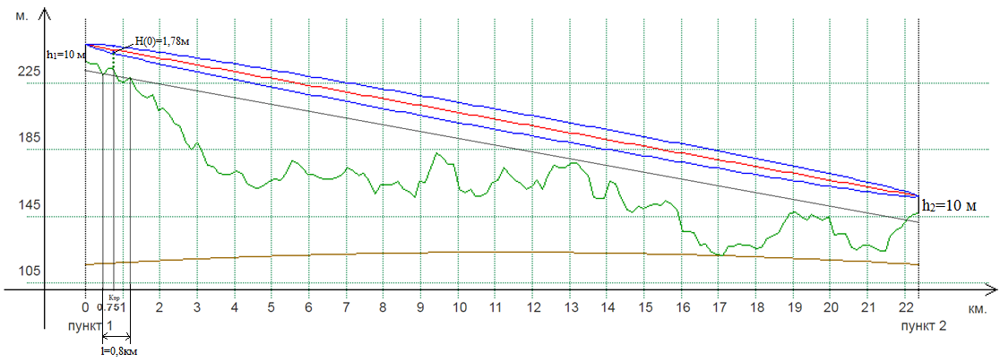 м.
H(0)=1,78м
h1=10 м
225
185
145
105
h2=10 м
Kтр
0 0.751 2 3 4 5 6 7 8 9 10 11 12 13 14 15 16 17 18 19 20 21 22 км.
пункт 1 пункт 2
l=0,8км